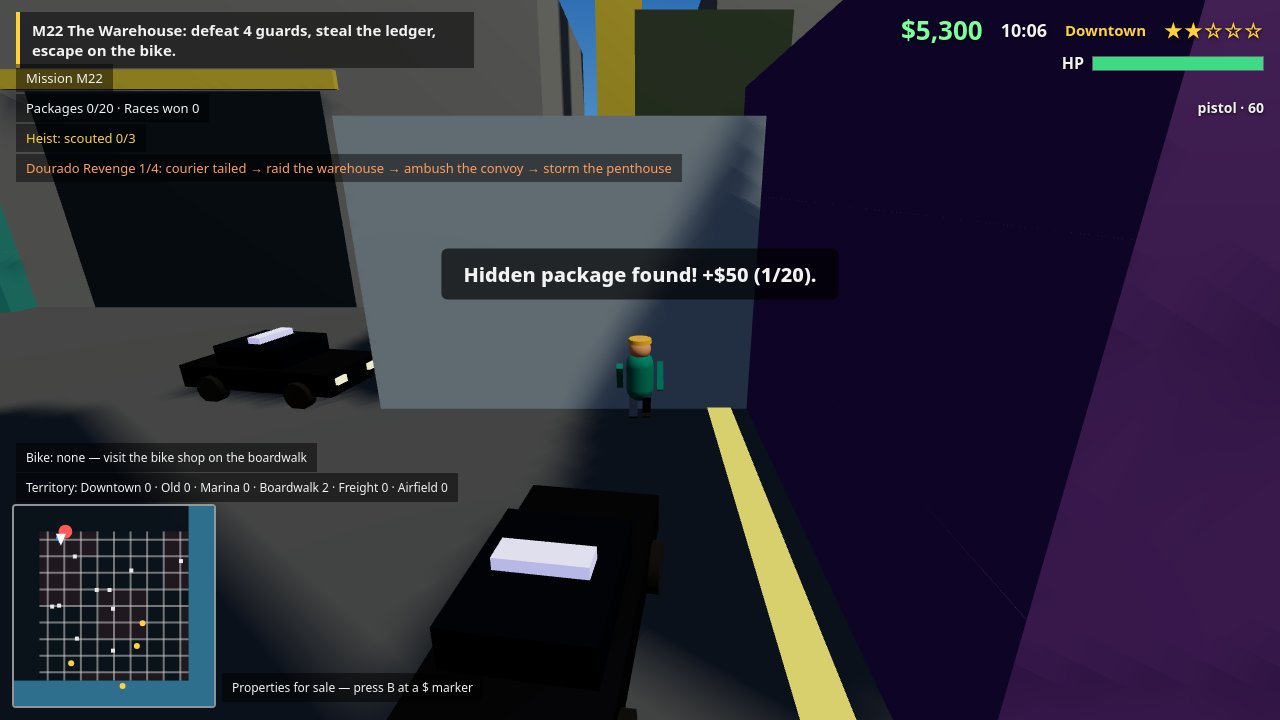 M22 The Warehouse: defeat 4 guards, steal the ledger,
escape on the bike.
$5,300 10:06 Downtown ★★☆☆☆
HP
Mission M22
Packages 0/20 · Races won 0
pistol · 60
Heist: scouted 0/3
Dourado Revenge 1/4: courier tailed → raid the warehouse → ambush the convoy → storm the penthouse
Hidden package found! +$50 (1/20).
Bike: none — visit the bike shop on the boardwalk
Territory: Downtown 0 · Old 0 · Marina 0 · Boardwalk 2 · Freight 0 · Airfield 0
Properties for sale — press B at a $ marker